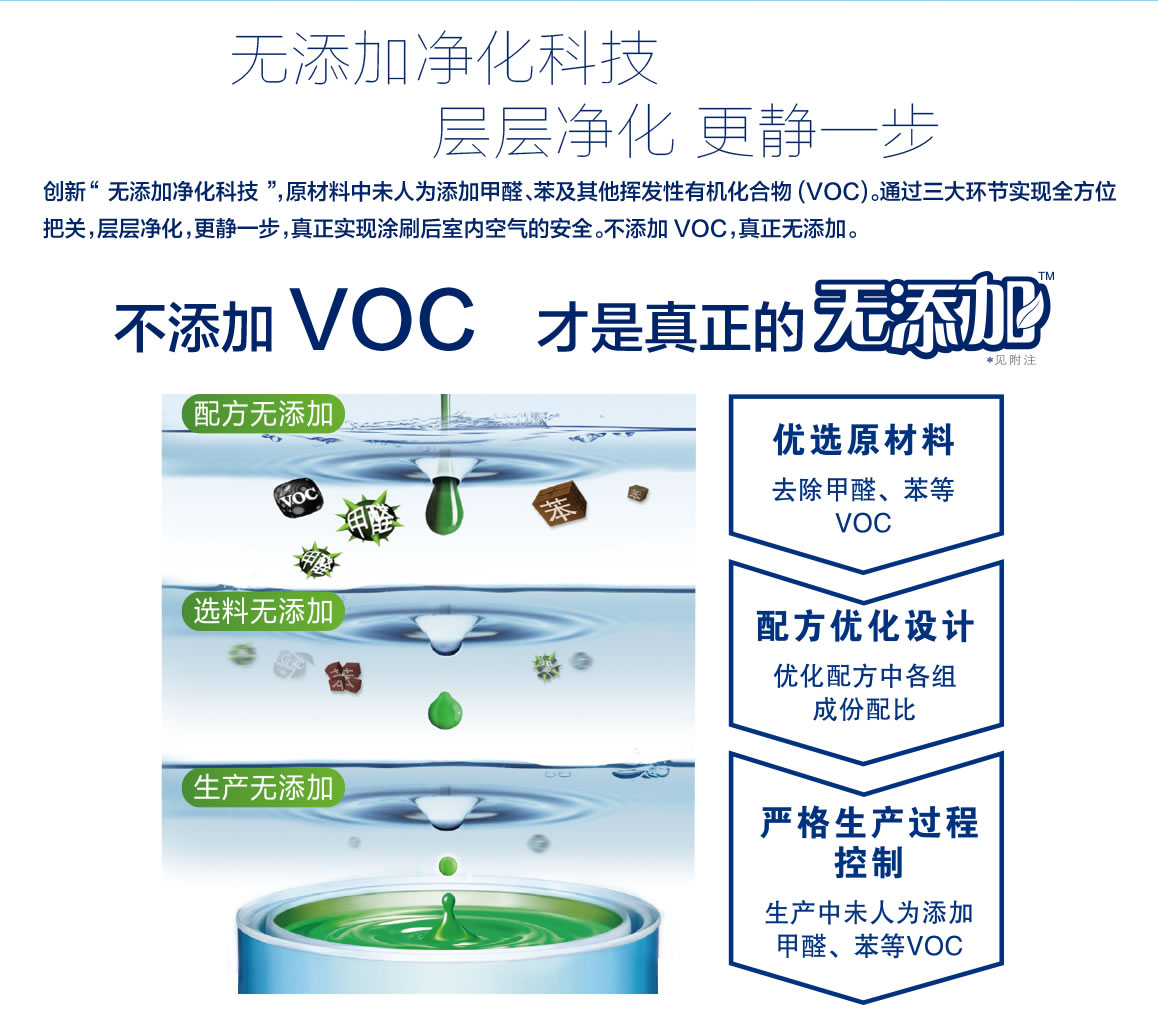 无添加净化科技
层层净化 更静一步
创新“ 无添加净化科技 ”,原材料中未人为添加甲醛、苯及其他挥发性有机化合物 (VOC)。通过三大环节实现全方位
把关,层层净化,更静一步,真正实现涂刷后室内空气的安全。不添加 VOC,真正无添加。
不添加 VOC 才是真正的 无添加™
*见附注
配方无添加
VOC
甲醛
苯
苯
甲醛
选料无添加
VOC
苯
生产无添加
优选原材料
去除甲醛、苯等
VOC
配方优化设计
优化配方中各组
成份配比
严格生产过程
控制
生产中未人为添加
甲醛、苯等VOC